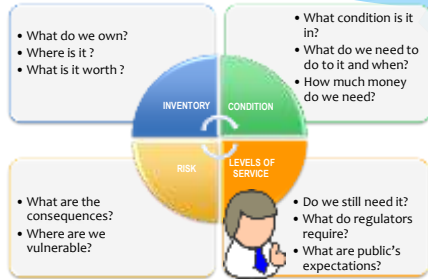 • What do we own?
• Where is it ?
• What is it worth ?
• What condition is it
in?
• What do we need to
do to it and when?
• How much money
do we need?
INVENTORY
CONDITION
RISK
LEVELS OF
SERVICE
• What are the
consequences?
• Where are we
vulnerable?
• Do we still need it?
• What do regulators
require?
• What are public's
expectations?